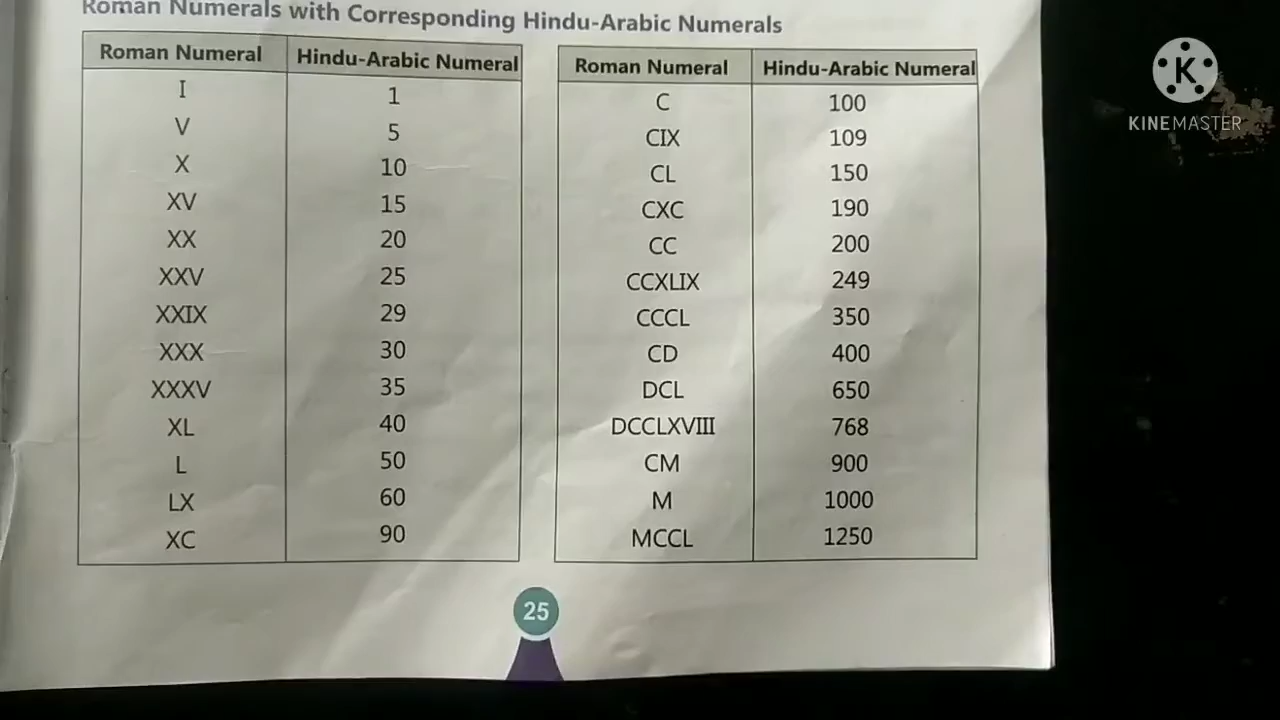 Roman Numerals with Corresponding Hindu-Arabic Numerals
Roman Numeral Hindu-Arabic Numeral
I 1
V 5
X 10
XV 15
XX 20
XXV 25
XXIX 29
XXX 30
XXXV 35
XL 40
L 50
LX 60
XC 90
Roman Numeral Hindu-Arabic Numeral
C 100
CIX 109
CL 150
CXC 190
CC 200
CCXLIX 249
CCCL 350
CD 400
DCL 650
DCCLXVIII 768
CM 900
M 1000
MCCL 1250
25
K
KINEMASTER